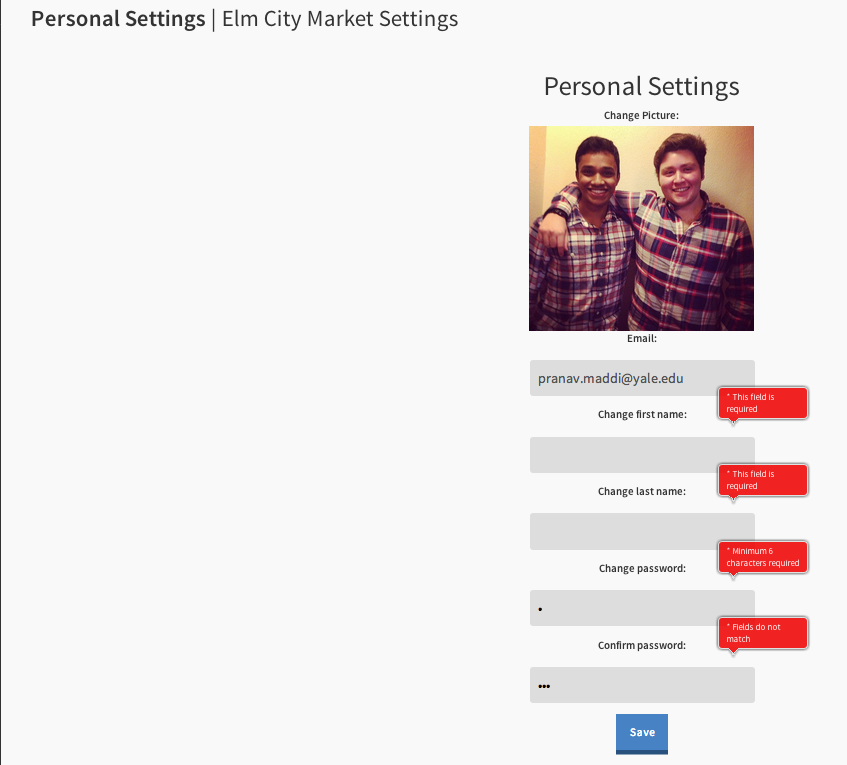 Personal Settings | Elm City Market Settings
Personal Settings
Change Picture:
Email:
pranav.maddi@yale.edu
* This field is
required
Change first name:
* This field is
required
Change last name:
* Minimum 6
characters required
Change password:
•
* Fields do not
match
Confirm password:
•••
Save